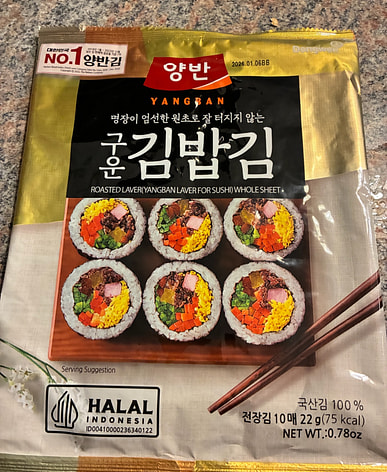 대한민국
NO.1 양반김
양반
YANGBAN
2026.01.06BB
명장이 엄선한 원초로 잘 터지지 않는
구운 김밥김
ROASTED LAVER(YANGBAN LAVER FOR SUSHI) WHOLE SHEET
Serving Suggestion
HALAL
INDONESIA
ID00410000236340122
국산김 100%
전장김 10매 22g(75 kcal)
NET WT.:0.78oz